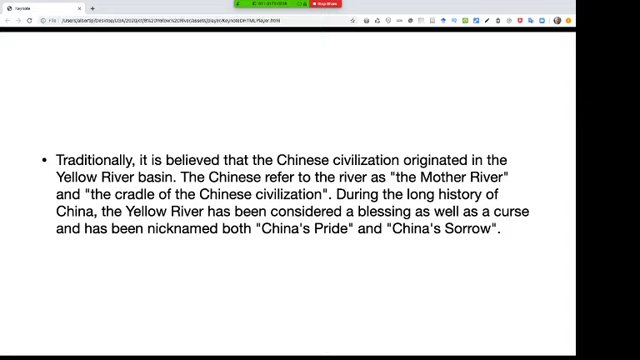 keynote
• Traditionally, it is believed that the Chinese civilization originated in the
Yellow River basin. The Chinese refer to the river as "the Mother River"
and "the cradle of the Chinese civilization". During the long history of
China, the Yellow River has been considered a blessing as well as a curse
and has been nicknamed both "China's Pride" and "China's Sorrow".